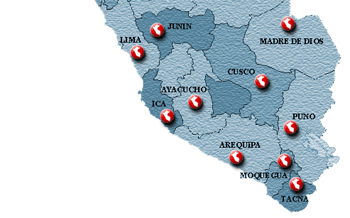 JUNIN
LIMA
MADRE DE DIOS
CUSCO
AYACUCHO
ICA
PUNO
AREQUIPA
MOQUEGUA
TACNA